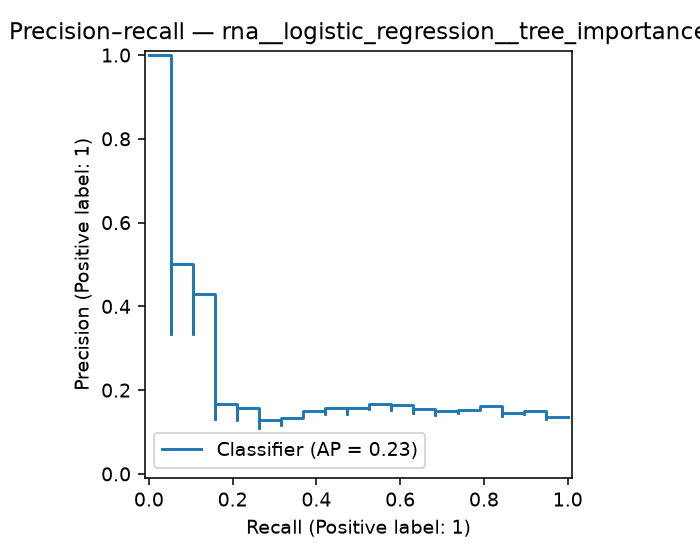 Precision–recall — rna__logistic_regression__tree_importance
1.0
0.8
0.6
0.4
0.2
0.0
Precision (Positive label: 1)
Classifier (AP = 0.23)
0.0 0.2 0.4 0.6 0.8 1.0
Recall (Positive label: 1)